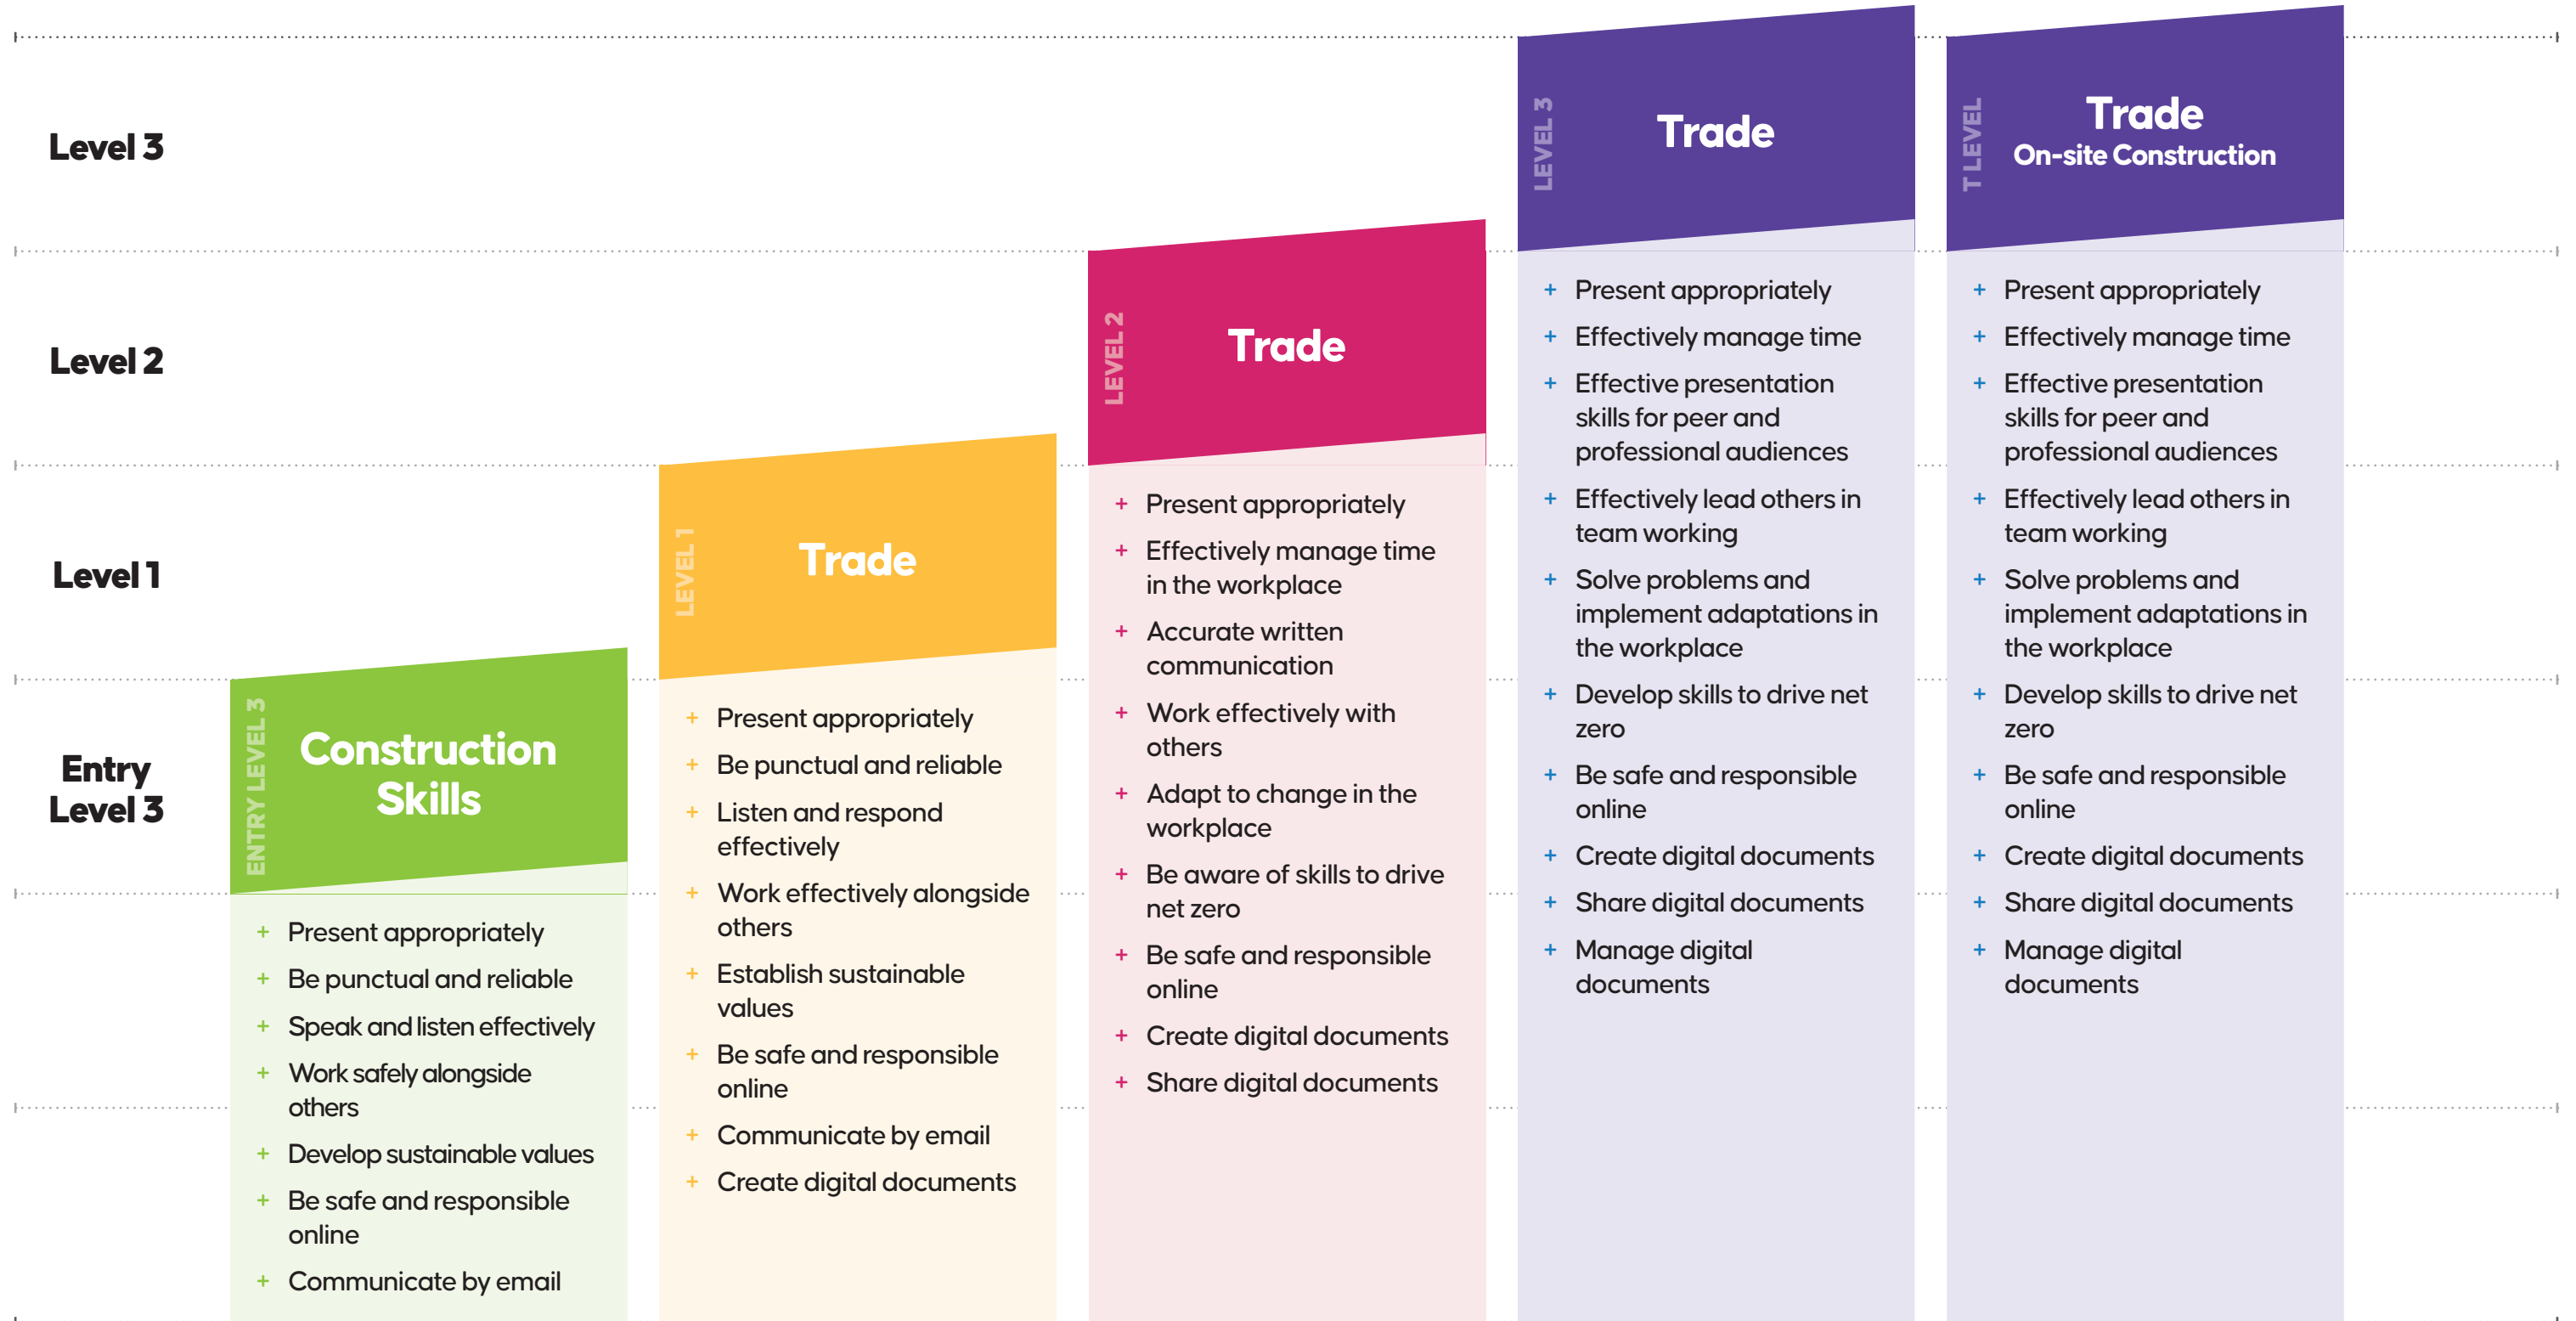 Level 3
Level 2
Level 1
Entry
Level 3
ENTRY LEVEL 3
Construction
Skills
+ Present appropriately
+ Be punctual and reliable
+ Speak and listen effectively
+ Work safely alongside
others
+ Develop sustainable values
+ Be safe and responsible
online
+ Communicate by email
LEVEL 1
Trade
+ Present appropriately
+ Be punctual and reliable
+ Listen and respond
effectively
+ Work effectively alongside
others
+ Establish sustainable
values
+ Be safe and responsible
online
+ Communicate by email
+ Create digital documents
LEVEL 2
Trade
+ Present appropriately
+ Effectively manage time
in the workplace
+ Accurate written
communication
+ Work effectively with
others
+ Adapt to change in the
workplace
+ Be aware of skills to drive
net zero
+ Be safe and responsible
online
+ Create digital documents
+ Share digital documents
LEVEL 3
Trade
+ Present appropriately
+ Effectively manage time
+ Effective presentation
skills for peer and
professional audiences
+ Effectively lead others in
team working
+ Solve problems and
implement adaptations in
the workplace
+ Develop skills to drive net
zero
+ Be safe and responsible
online
+ Create digital documents
+ Share digital documents
+ Manage digital
documents
T LEVEL
Trade
On-site Construction
+ Present appropriately
+ Effectively manage time
+ Effective presentation
skills for peer and
professional audiences
+ Effectively lead others in
team working
+ Solve problems and
implement adaptations in
the workplace
+ Develop skills to drive net
zero
+ Be safe and responsible
online
+ Create digital documents
+ Share digital documents
+ Manage digital
documents